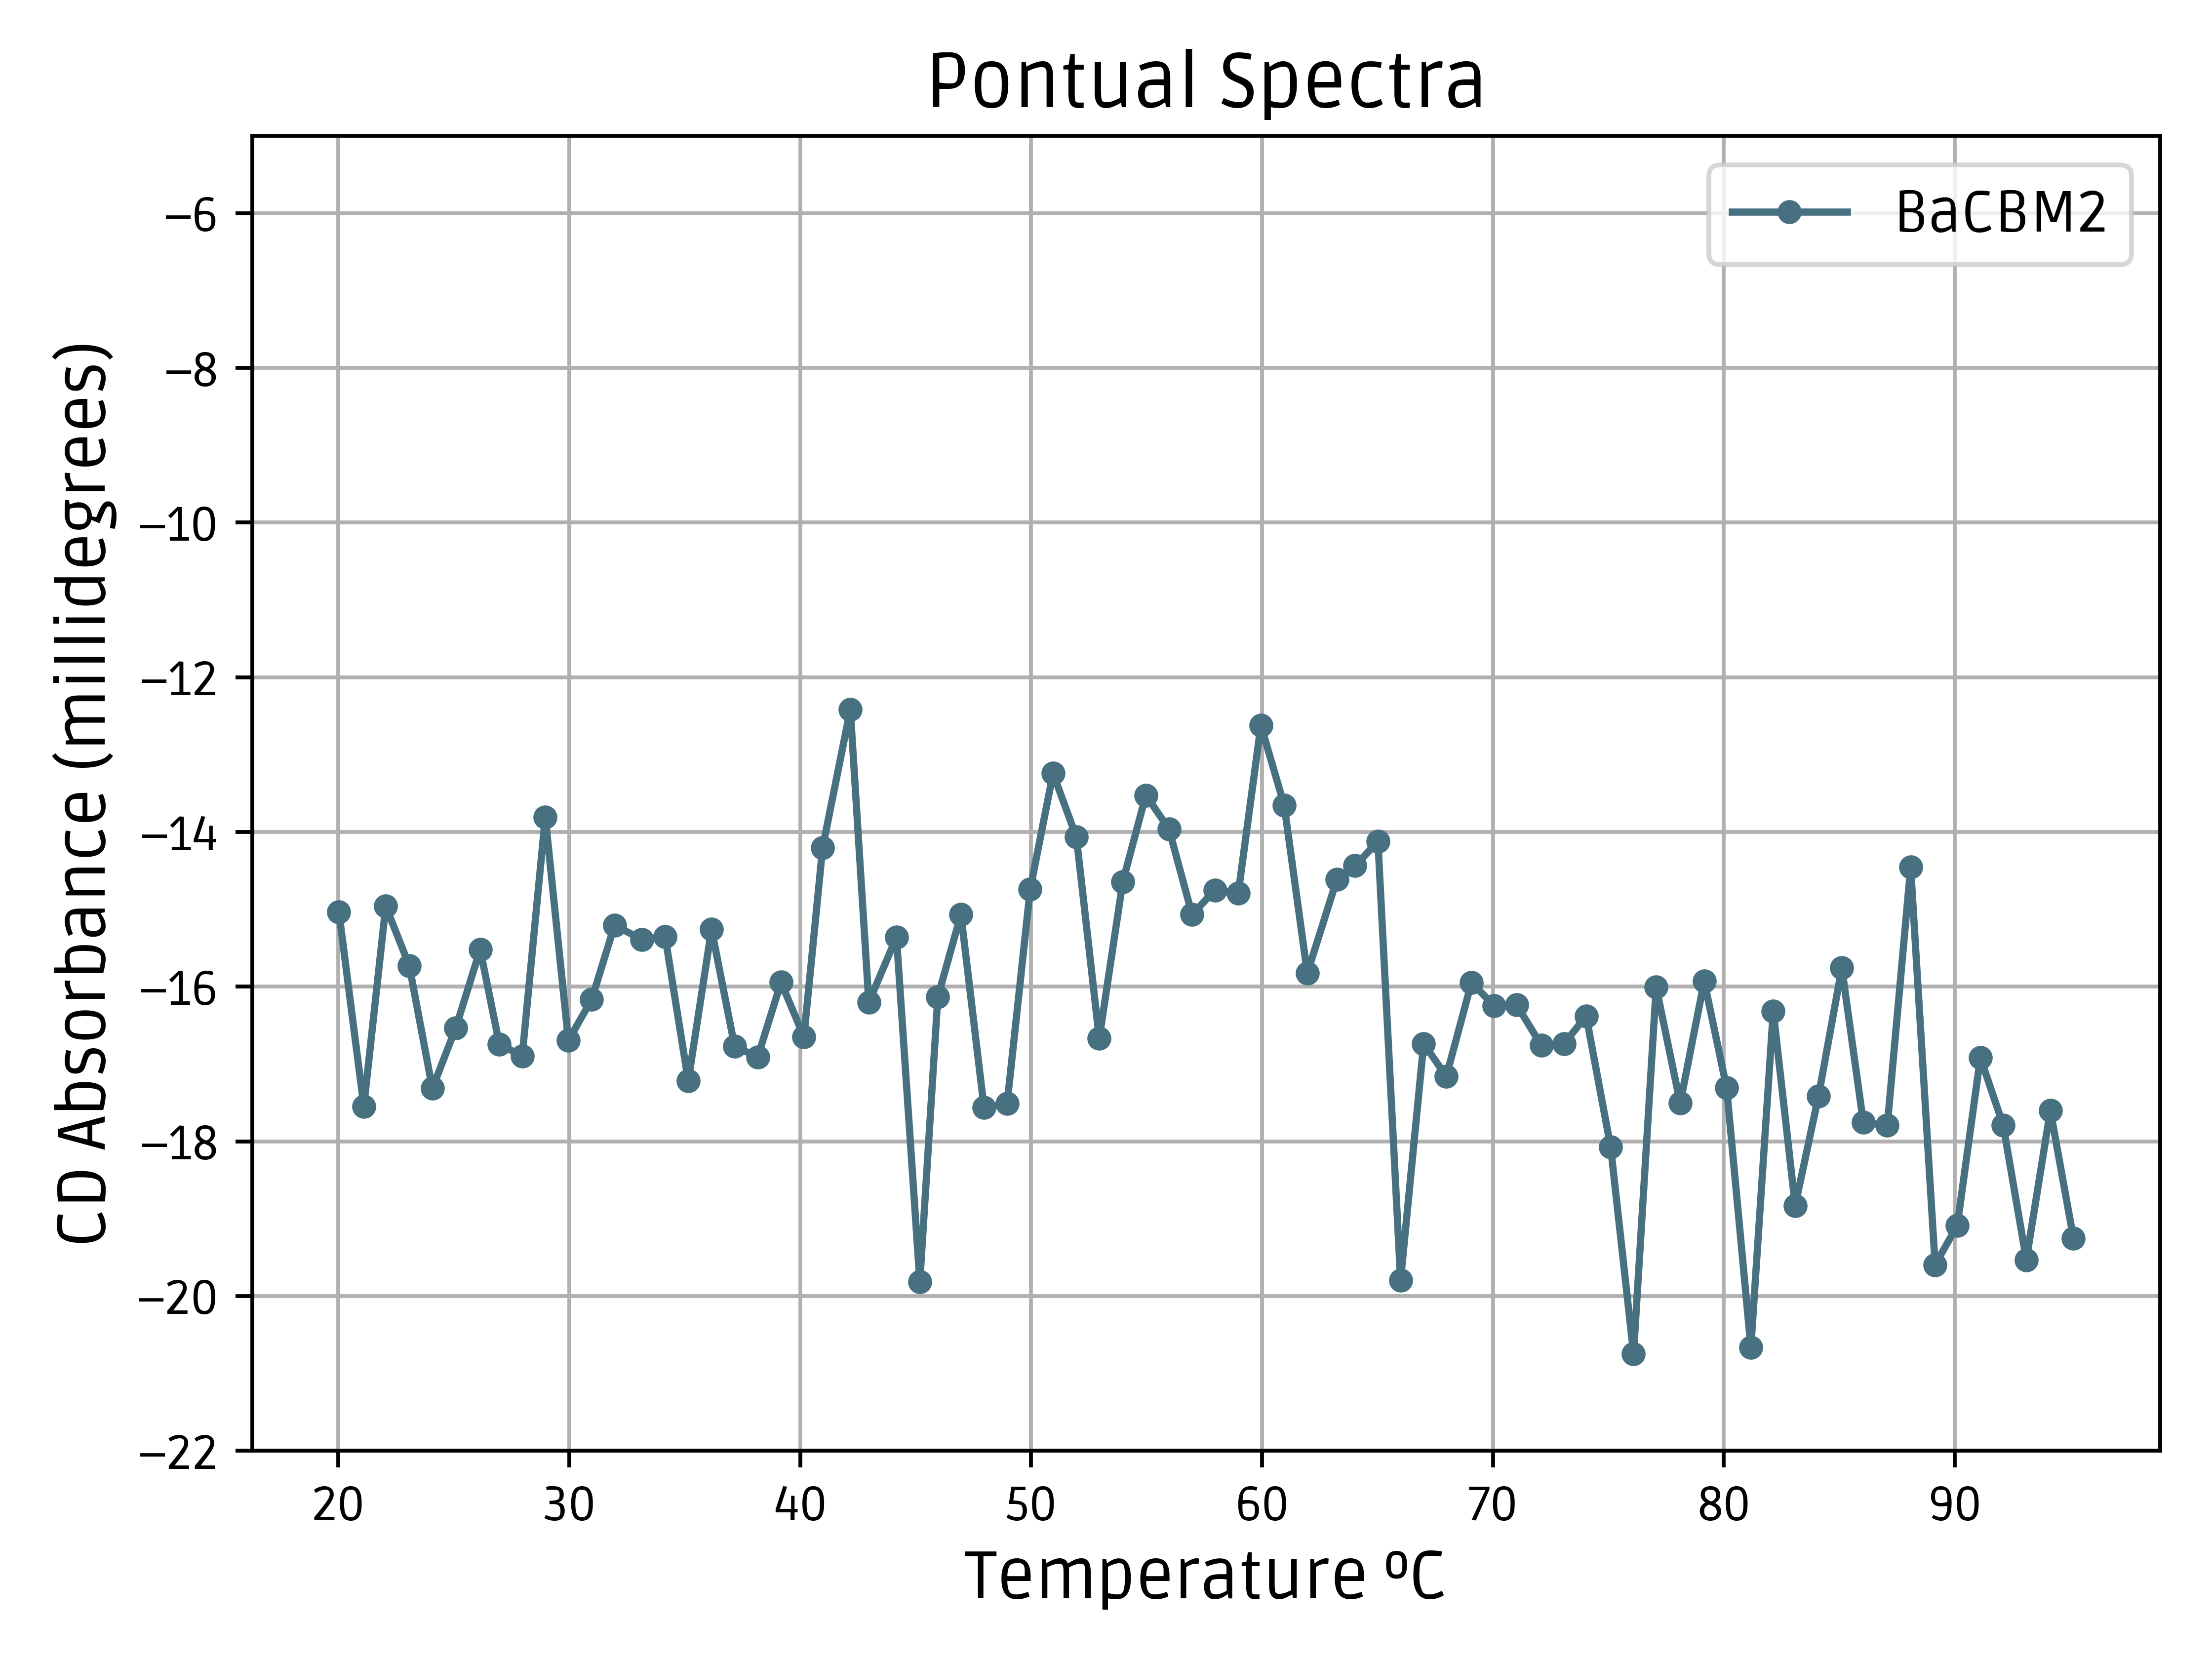 Pontual Spectra
BaCBM2
CD Absorbance (millidegrees)
−6
−8
−10
−12
−14
−16
−18
−20
−22
20 30 40 50 60 70 80 90
Temperature ºC